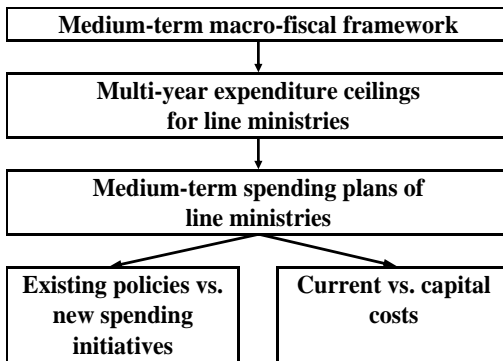 Medium-term macro-fiscal framework
Multi-year expenditure ceilings
for line ministries
Medium-term spending plans of
line ministries
Existing policies vs.
new spending
initiatives
Current vs. capital
costs